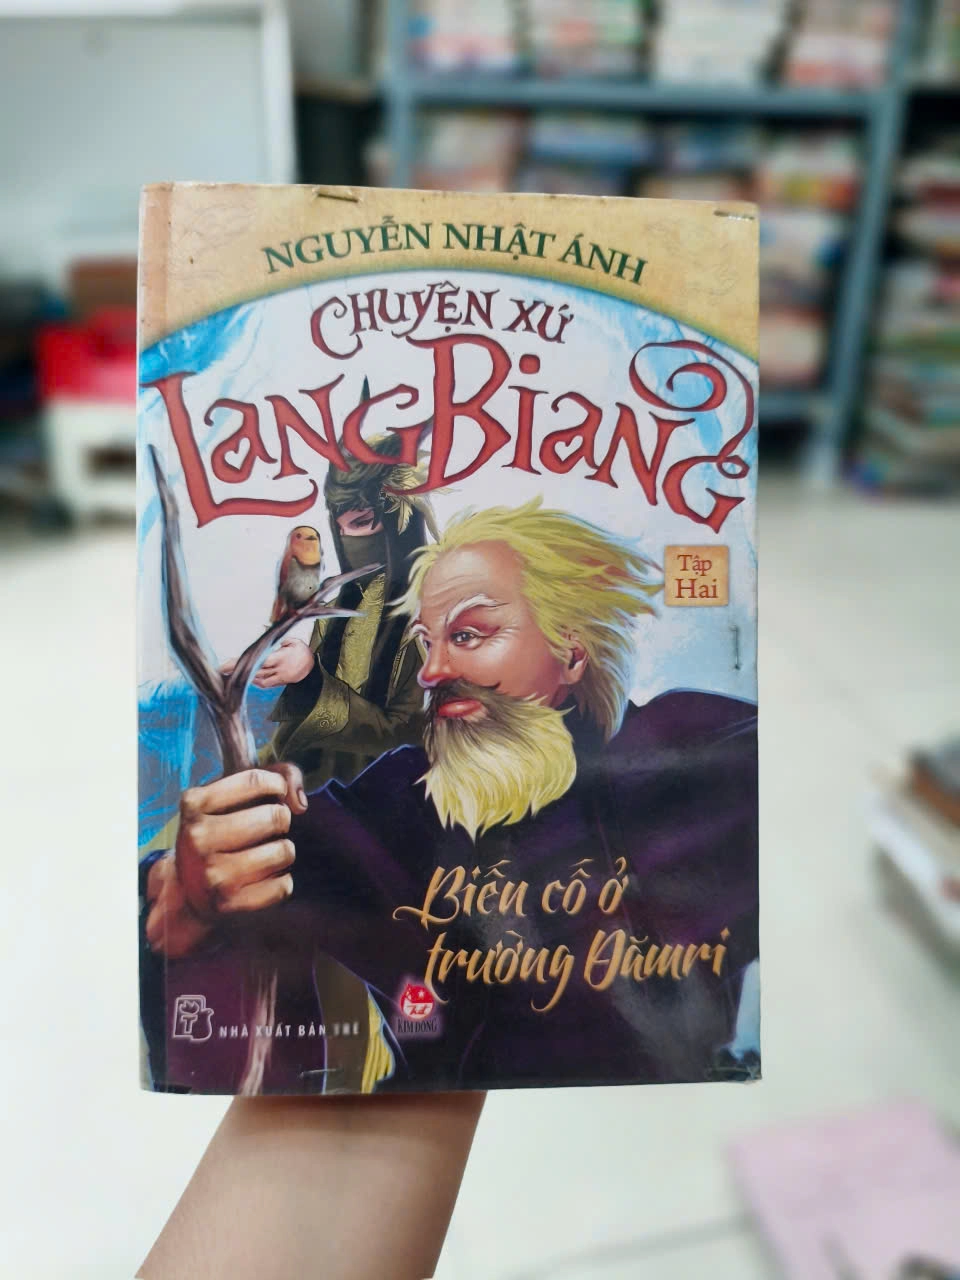 NGUYỄN NHẬT ÁNH
CHUYỆN XỨ
LANG BIANG
Tập
Hai
Biến cố ở
trường Đămri
NHÀ XUẤT BẢN TRẺ
KIM ĐỒNG